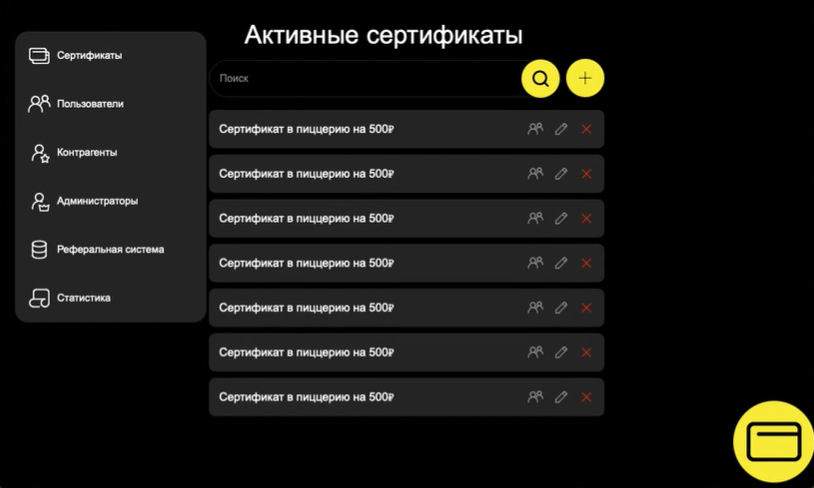 Активные сертификаты
Сертификаты
Пользователи
Контрагенты
Администраторы
Реферальная система
Статистика
Поиск
Сертификат в пиццерию на 500₽
Сертификат в пиццерию на 500₽
Сертификат в пиццерию на 500₽
Сертификат в пиццерию на 500₽
Сертификат в пиццерию на 500₽
Сертификат в пиццерию на 500₽
Сертификат в пиццерию на 500₽